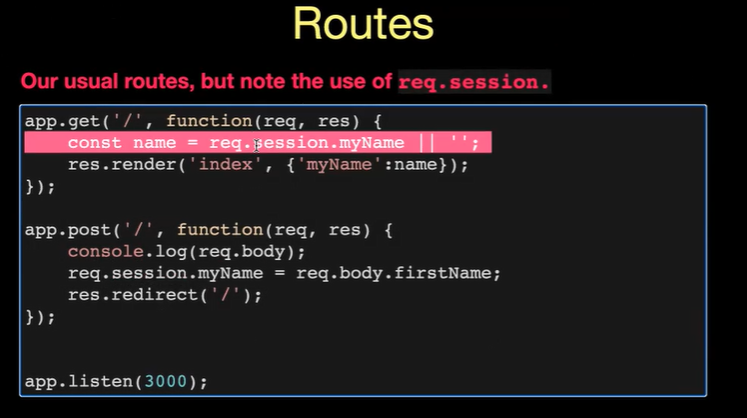 Routes
Our usual routes, but note the use of req.session.
app.get('/', function(req, res) {
    const name = req.session.myName || '';
    res.render('index', {'myName':name});
});

app.post('/', function(req, res) {
    console.log(req.body);
    req.session.myName = req.body.firstName;
    res.redirect('/');
});

app.listen(3000);